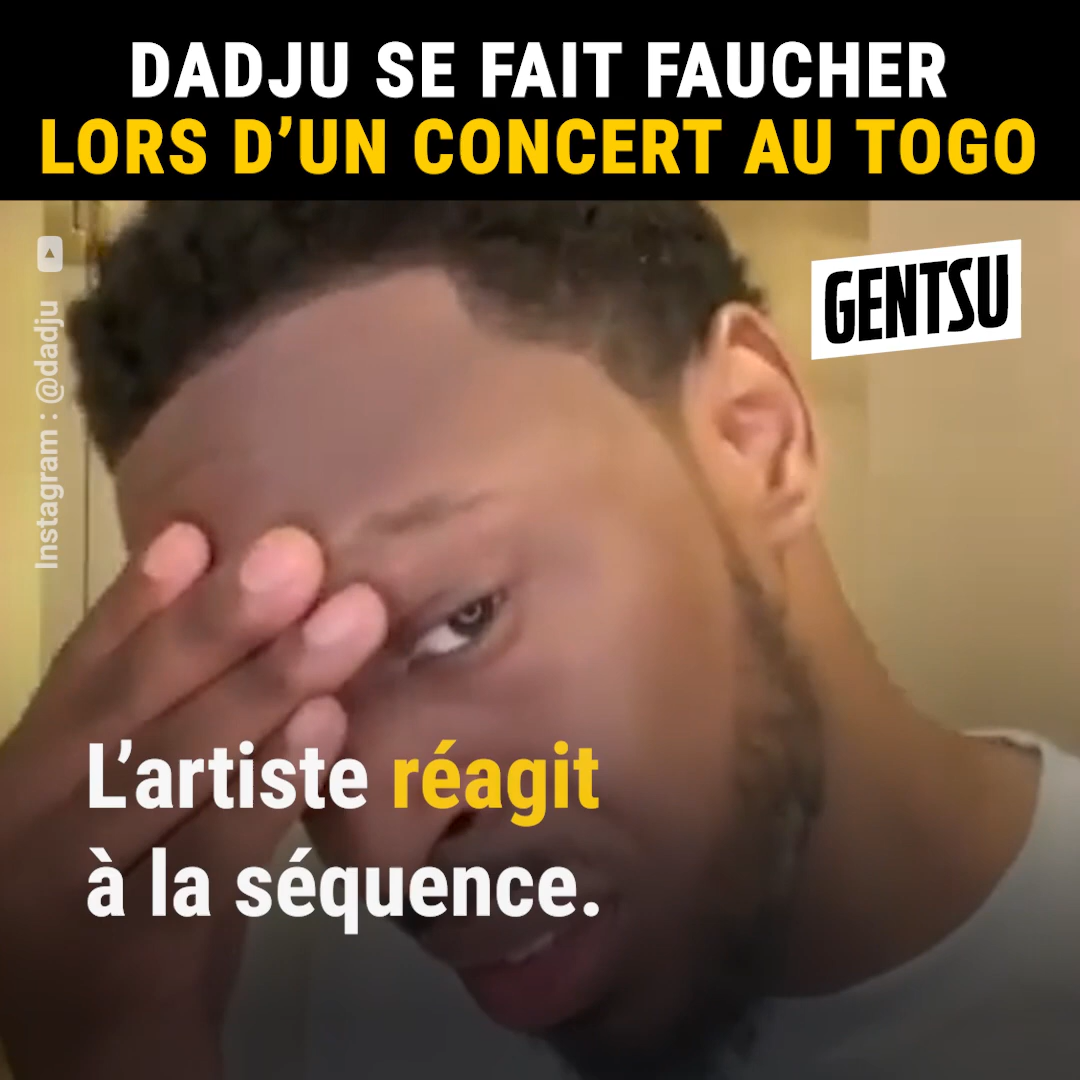 DADJU SE FAIT FAUCHER
LORS D’UN CONCERT AU TOGO
GENTSU
Instagram : @dadju
L’artiste réagit
à la séquence.